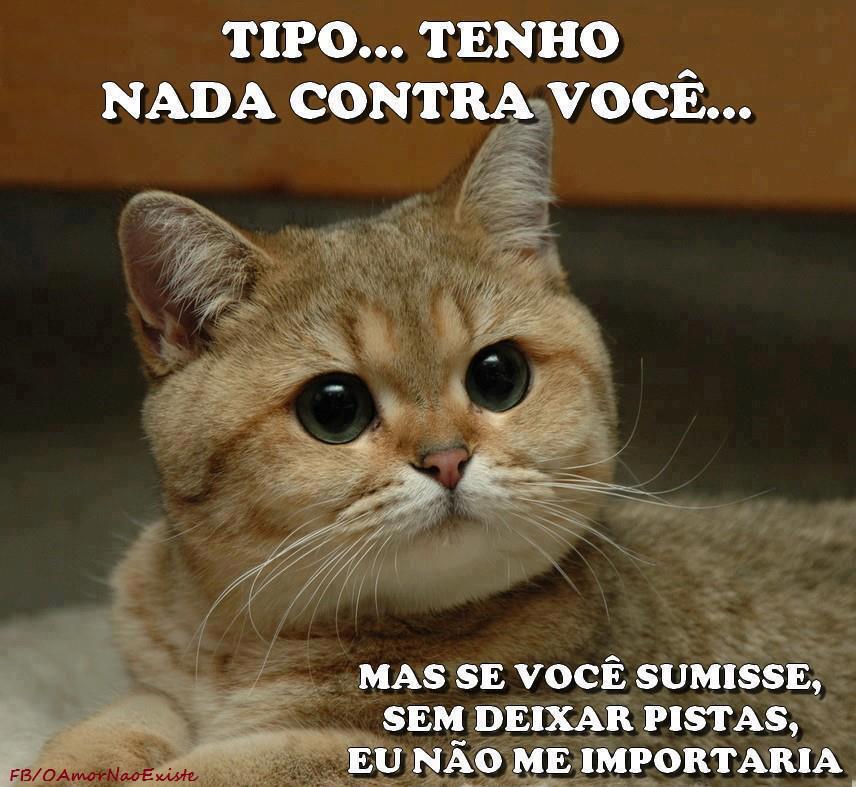 TIPO... TENHO
NADA CONTRA VOCÊ...
MAS SE VOCÊ SUMISSE,
SEM DEIXAR PISTAS,
EU NÃO ME IMPORTARIA
FB/OAmorNaoExiste